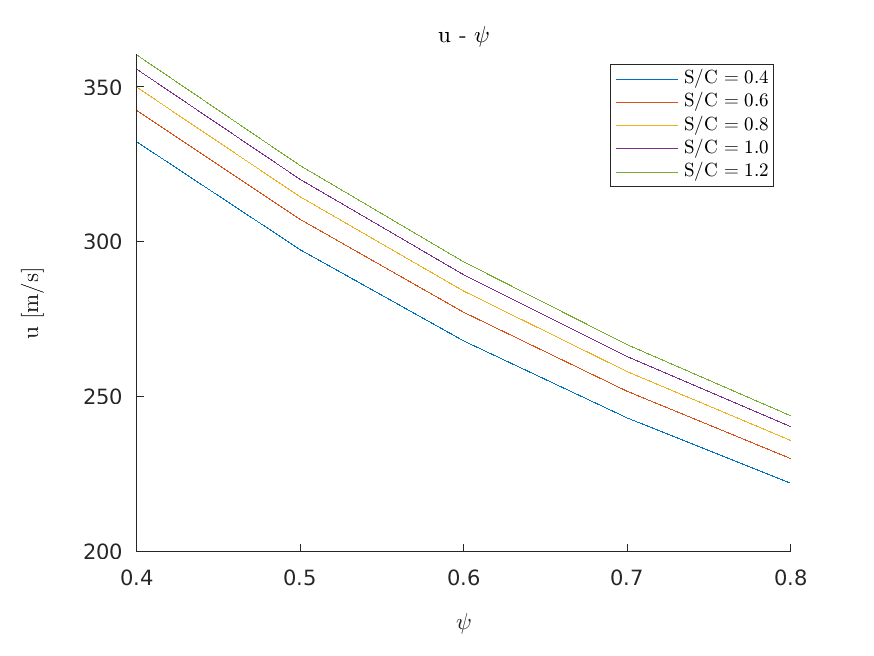 u - ψ
S/C = 0.4
S/C = 0.6
S/C = 0.8
S/C = 1.0
S/C = 1.2
350
300
250
200
u [m/s]
0.4 0.5 0.6 0.7 0.8
ψ